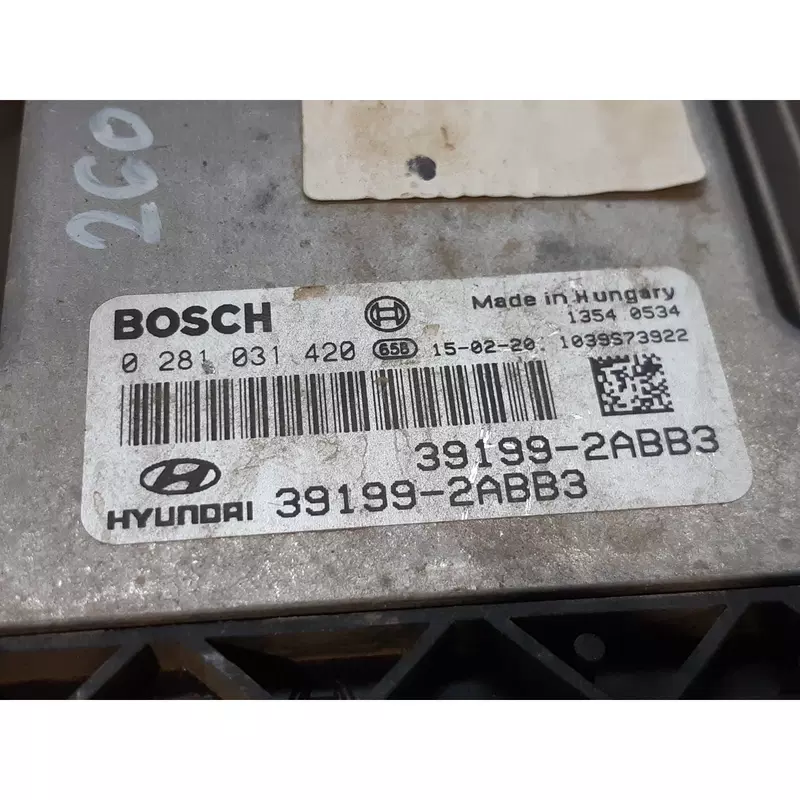 260
BOSCH
Made in Hungary
1354 0534
0 281 031 420 65B 15-02-20 1039S73922
39199-2ABB3
HYUNDAI 39199-2ABB3